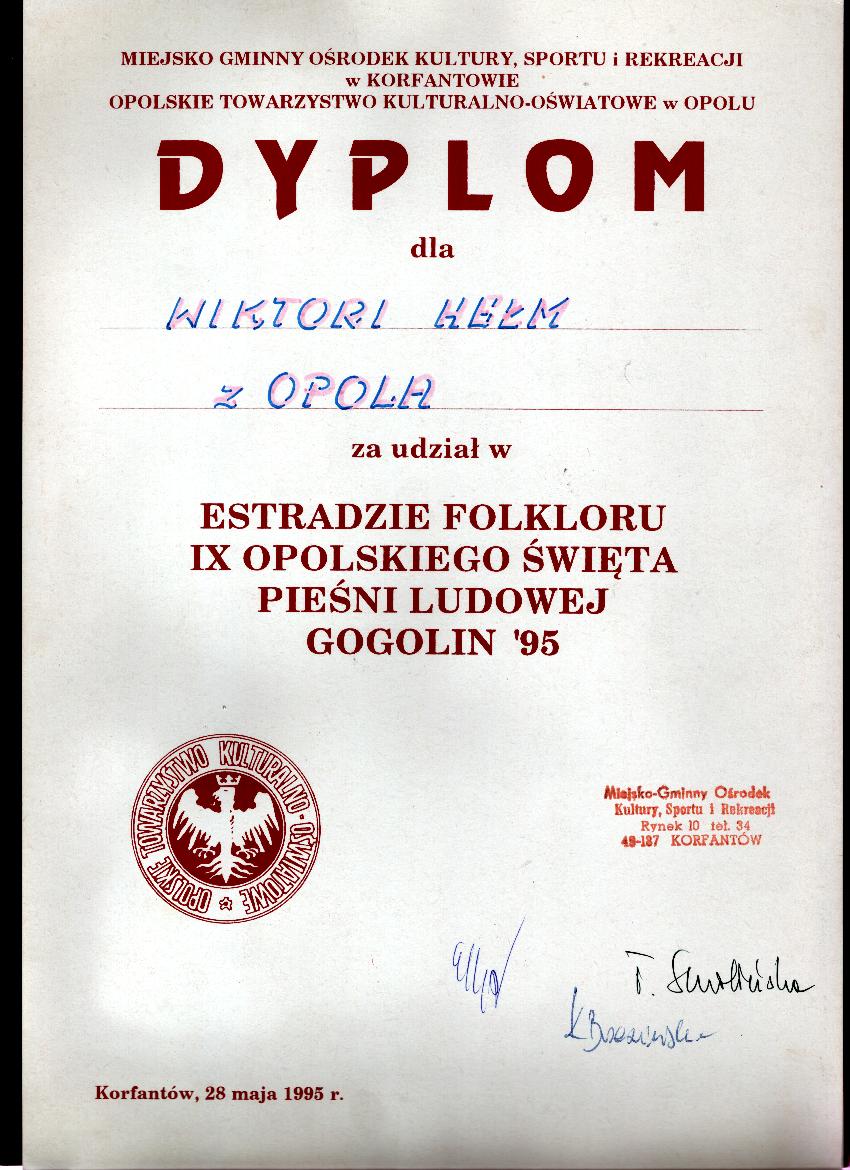 MIEJSKO GMINNY OŚRODEK KULTURY, SPORTU i REKREACJI
w KORFANTOWIE
OPOLSKIE TOWARZYSTWO KULTURALNO-OŚWIATOWE w OPOLU
DYPLOM
dla
WIKTORI HEŁM
z OPOLA
za udział w
ESTRADZIE FOLKLORU
IX OPOLSKIEGO ŚWIĘTA
PIEŚNI LUDOWEJ
GOGOLIN '95
OPOLSKIE TOWARZYSTWO KULTURALNO-OŚWIATOWE
Miejsko-Gminny Ośrodek
Kultury, Sportu i Rekreacji
Rynek 10 tel. 34
49-137 KORFANTÓW
T. Smolińska
Korfantów, 28 maja 1995 r.